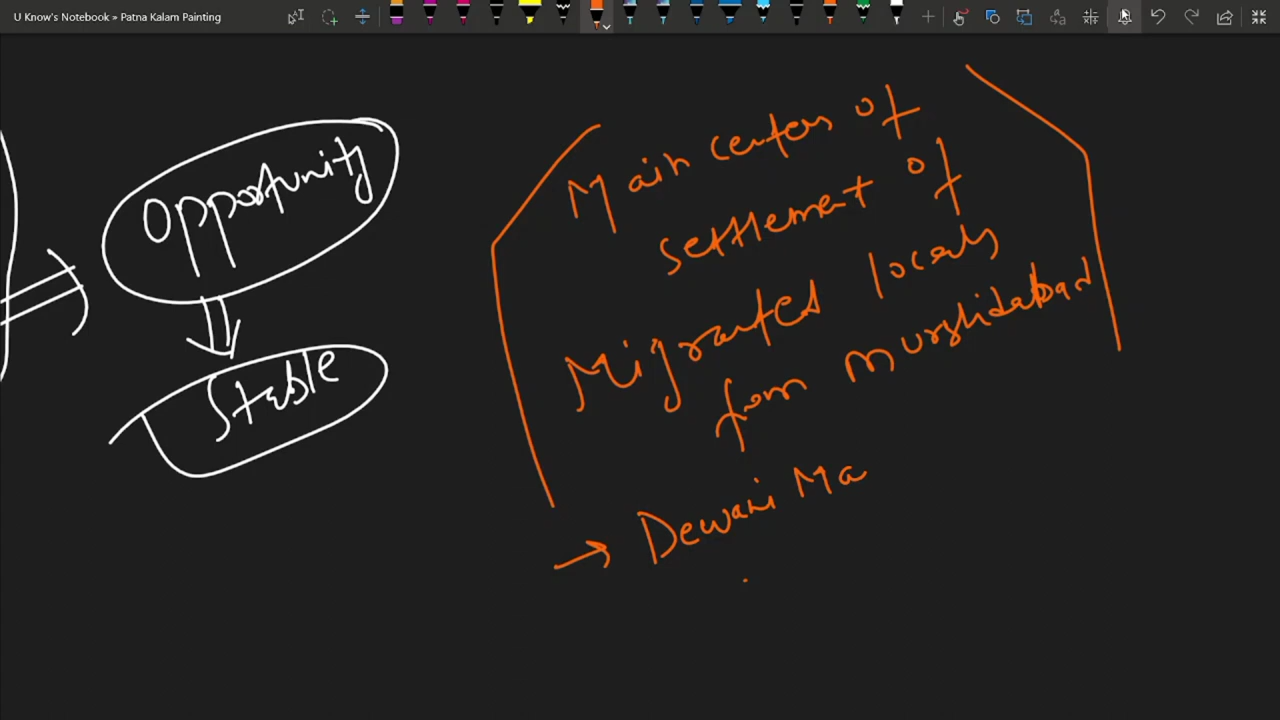 U Know's Notebook » Patna Kalam Painting
Opportunity
Stable
Main centers of
settlement of
Migrated locals
from murshidabad
→ Dewani Ma